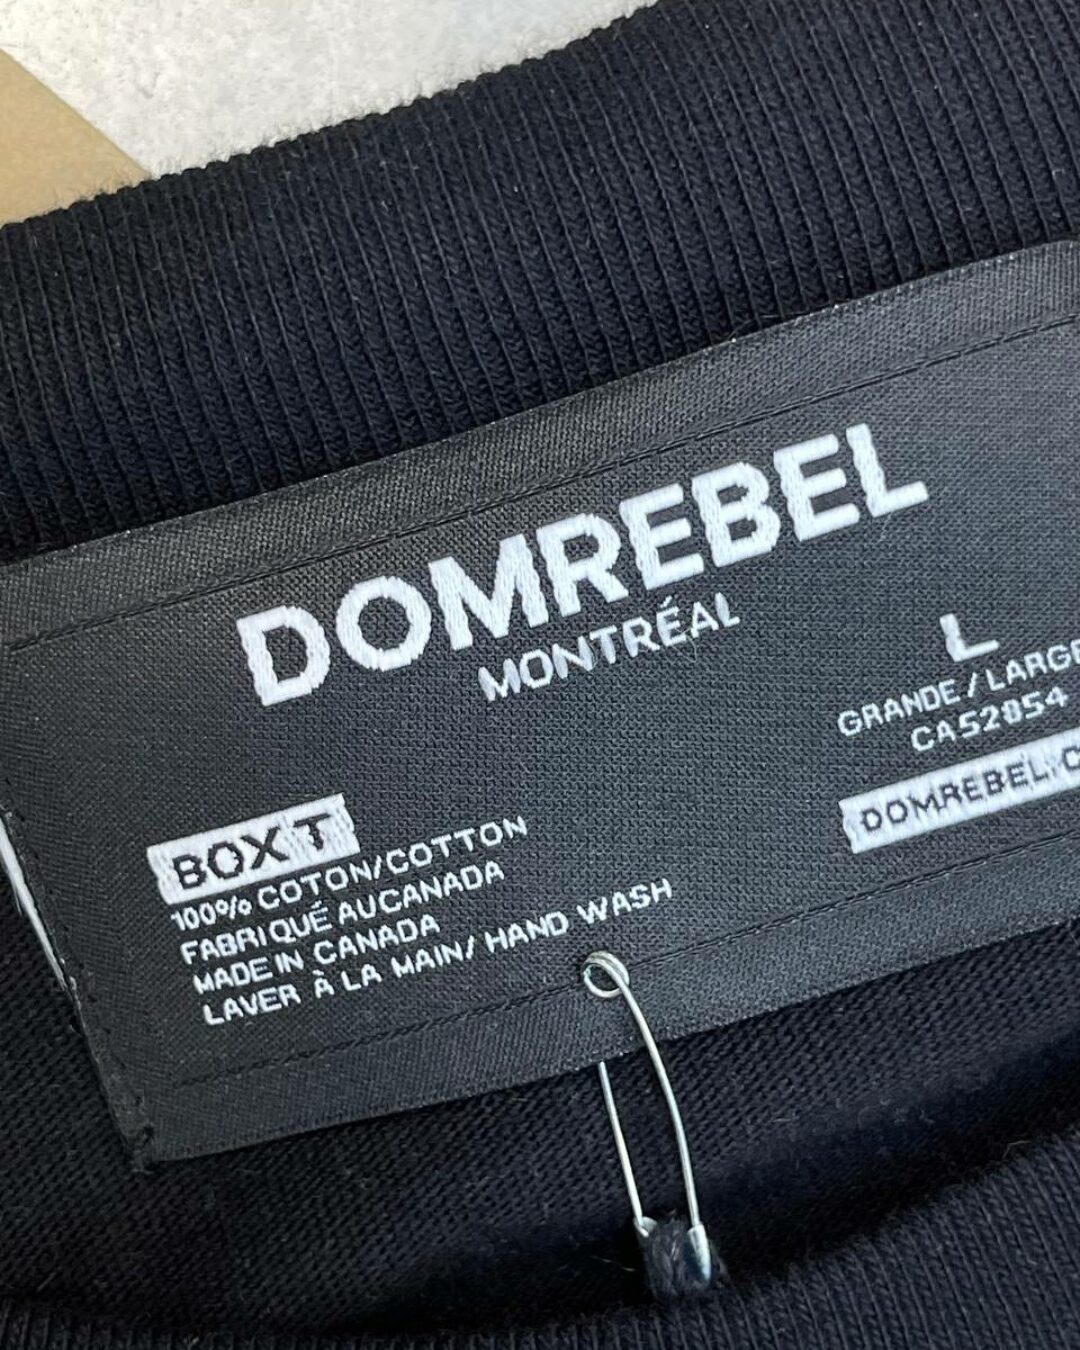 DOMREBEL
MONTRÉAL
L
GRANDE/LARGE
CA52854
DOMREBEL.C
BOX T
100% COTON/COTTON
FABRIQUÉ AU CANADA
MADE IN CANADA
LAVER À LA MAIN/ HAND WASH